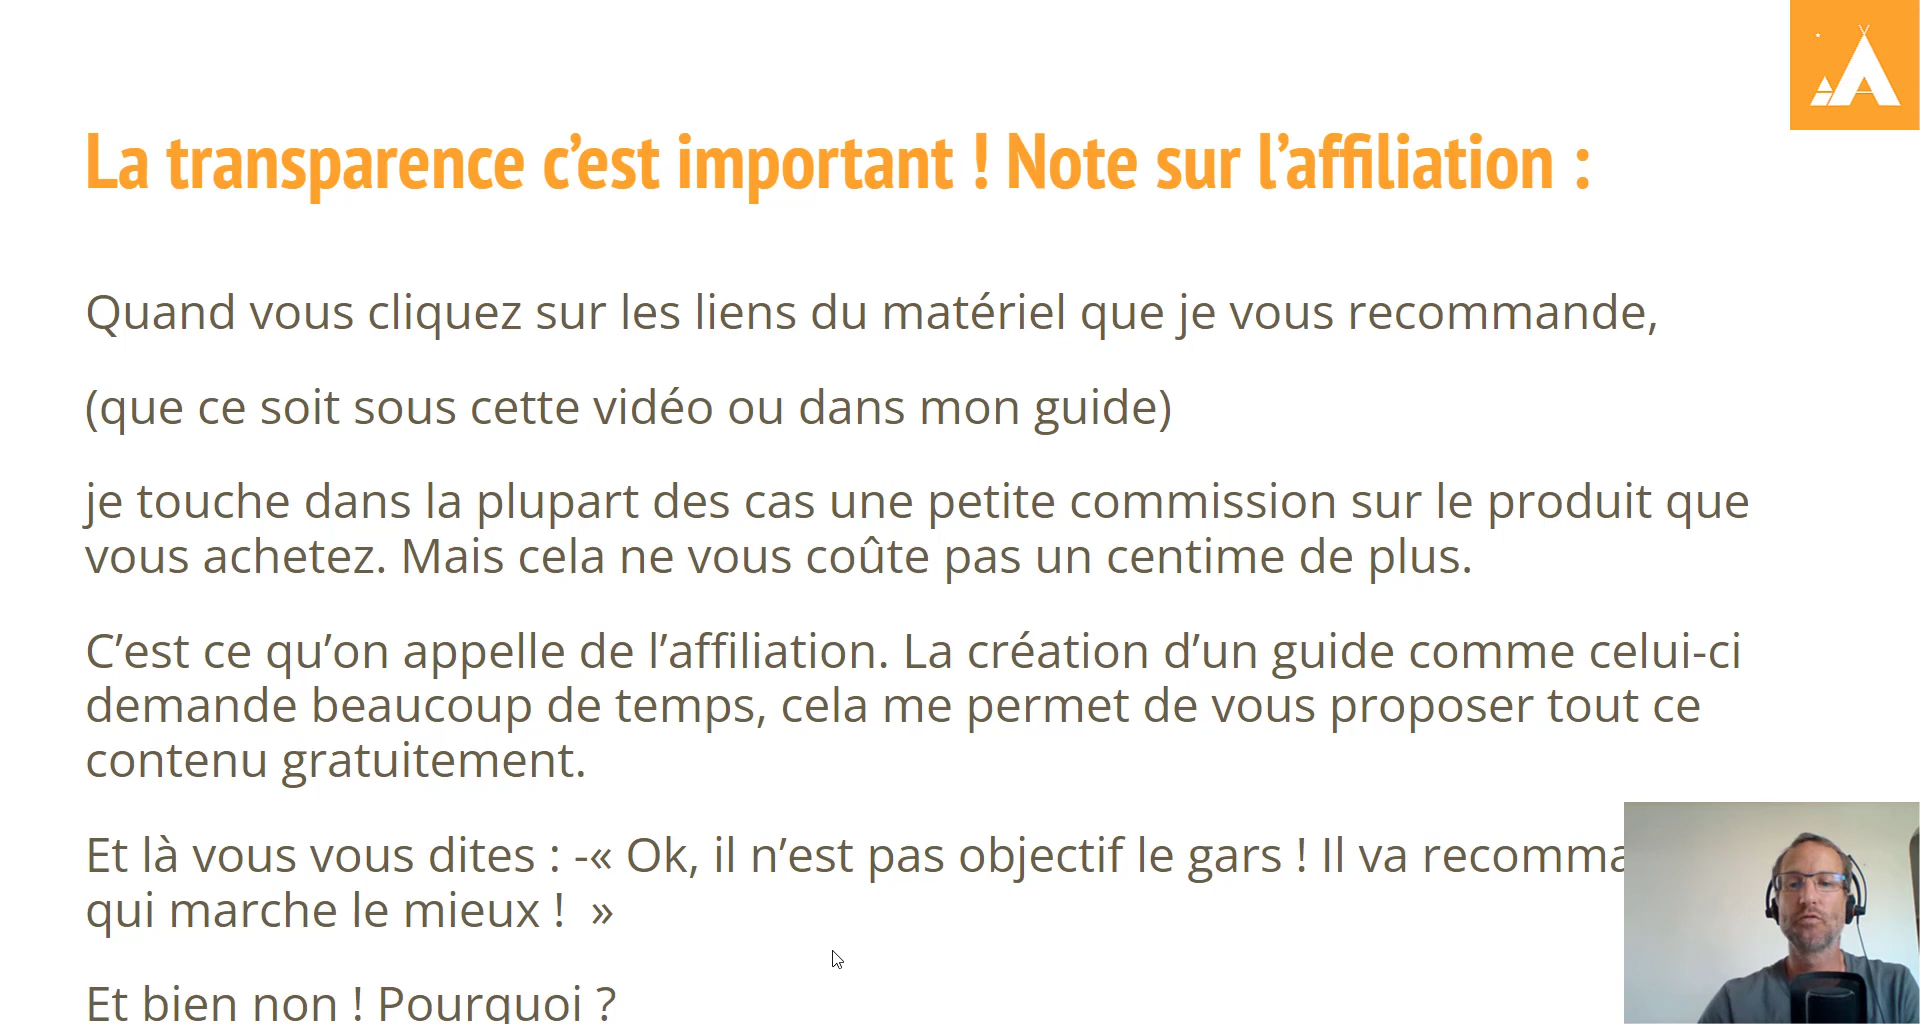 La transparence c’est important ! Note sur l’affiliation :
Quand vous cliquez sur les liens du matériel que je vous recommande,
(que ce soit sous cette vidéo ou dans mon guide)
je touche dans la plupart des cas une petite commission sur le produit que
vous achetez. Mais cela ne vous coûte pas un centime de plus.
C’est ce qu’on appelle de l’affiliation. La création d’un guide comme celui-ci
demande beaucoup de temps, cela me permet de vous proposer tout ce
contenu gratuitement.
Et là vous vous dites : -« Ok, il n’est pas objectif le gars ! Il va
qui marche le mieux !  »
Et bien non ! Pourquoi ?